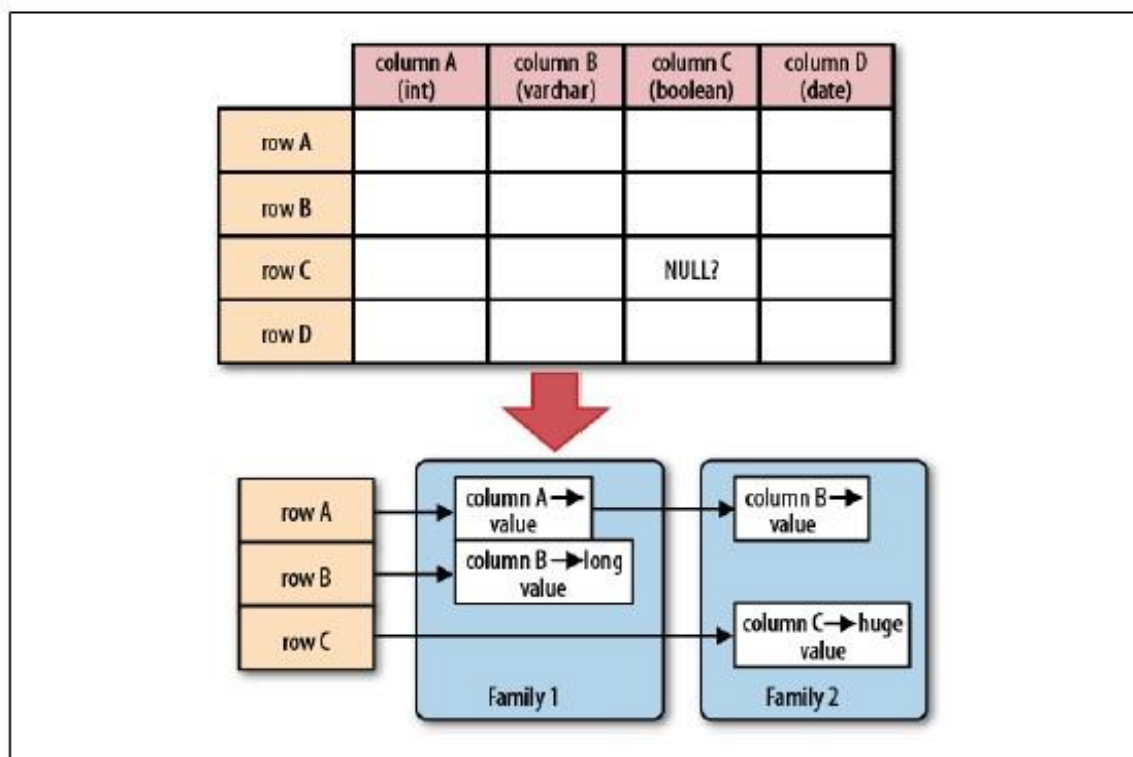 column A
(int)
column B
(varchar)
column C
(boolean)
column D
(date)
row A
row B
row C
NULL?
row D
row A
column A→
value
column B→
value
row B
column B→long
value
row C
column C→huge
value
Family 1
Family 2